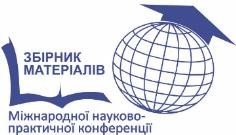 ЗБІРНИК
МАТЕРІАЛІВ
Міжнародної науково-
практичної конференції